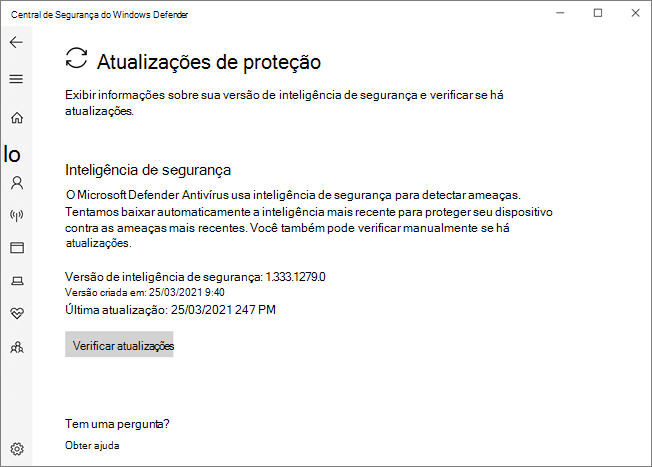 Central de Segurança do Windows Defender
Atualizações de proteção
Exibir informações sobre sua versão de inteligência de segurança e verificar se há
atualizações.
lo
Inteligência de segurança
O Microsoft Defender Antivírus usa inteligência de segurança para detectar ameaças.
Tentamos baixar automaticamente a inteligência mais recente para proteger seu dispositivo
contra as ameaças mais recentes. Você também pode verificar manualmente se há
atualizações.
Versão de inteligência de segurança: 1.333.1279.0
Versão criada em: 25/03/2021 9:40
Última atualização: 25/03/2021 247 PM
Verificar atualizações
Tem uma pergunta?
Obter ajuda